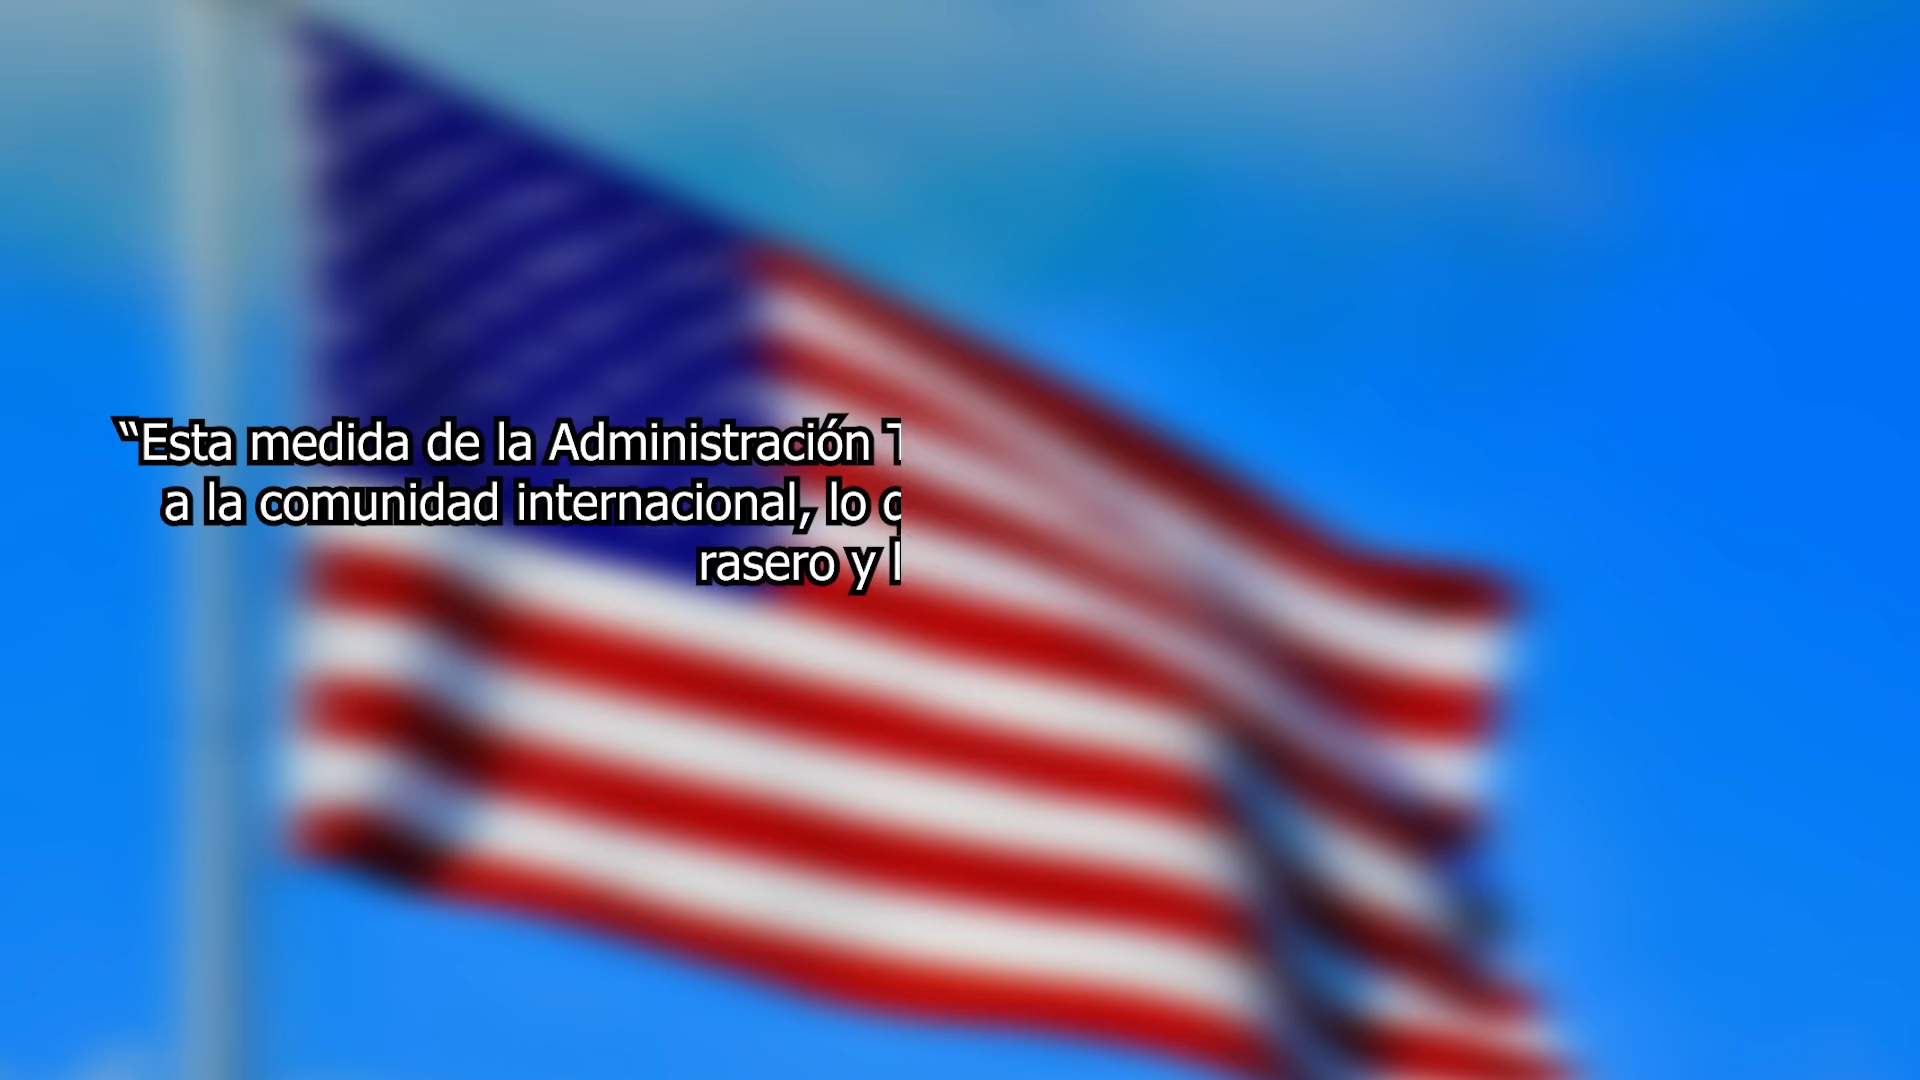 “Esta medida de la Administración T
a la comunidad internacional, lo
rasero y